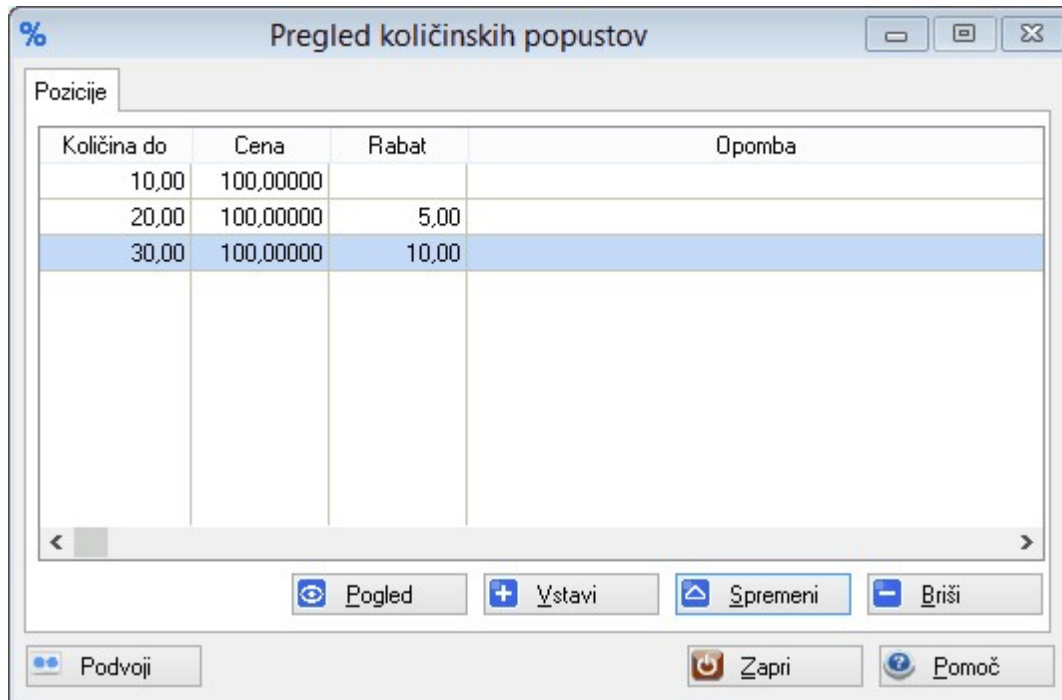 % Pregled količinskih popustov
Pozicije
Količina do Cena Rabat Opomba
10,00 100,00000
20,00 100,00000 5,00
30,00 100,00000 10,00
Pogled Vstavi Spremeni Briši
Podvoji Zapri Pomoč